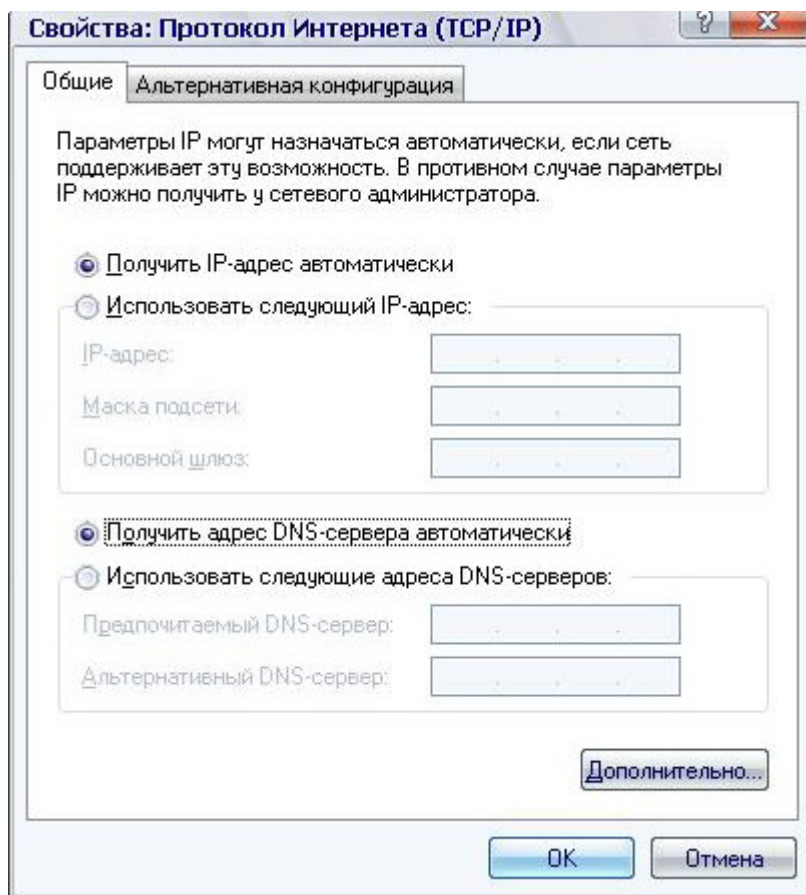 Свойства: Протокол Интернета (TCP/IP)
? X
Общие
Альтернативная конфигурация
Параметры IP могут назначаться автоматически, если сеть
поддерживает эту возможность. В противном случае параметры
IP можно получить у сетевого администратора.
Получить IP-адрес автоматически
Использовать следующий IP-адрес:
IP-адрес:
Маска подсети:
Основной шлюз:
Получить адрес DNS-сервера автоматически
Использовать следующие адреса DNS-серверов:
Предпочитаемый DNS-сервер:
Альтернативный DNS-сервер:
Дополнительно...
OK
Отмена